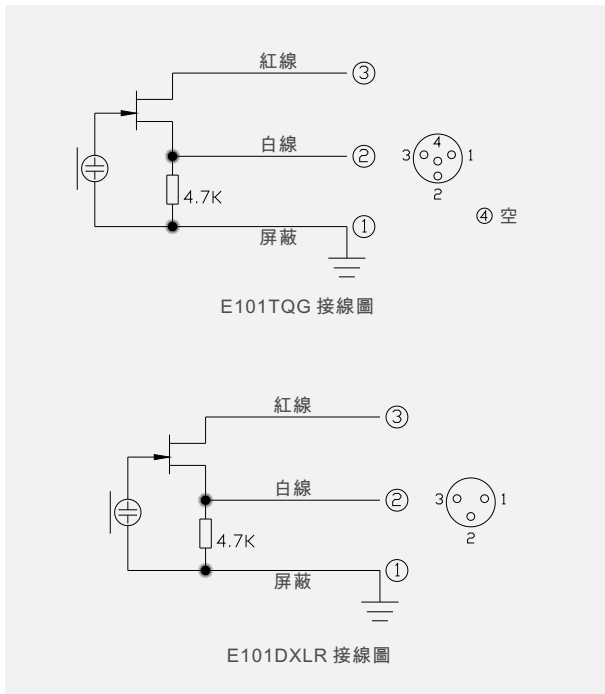 紅線 ③
白線 ②
4.7K
屏蔽 ①
3 4 1
2
④ 空
E101TQG 接線圖
紅線 ③
白線 ②
4.7K
屏蔽 ①
3 1
2
E101DXLR 接線圖